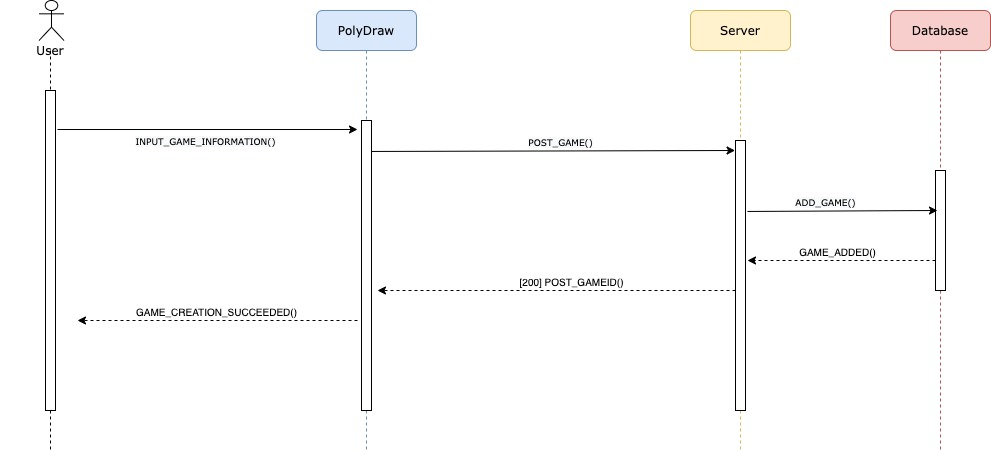 User
PolyDraw
Server
Database
INPUT_GAME_INFORMATION()
POST_GAME()
ADD_GAME()
GAME_ADDED()
[200] POST_GAMEID()
GAME_CREATION_SUCCEEDED()